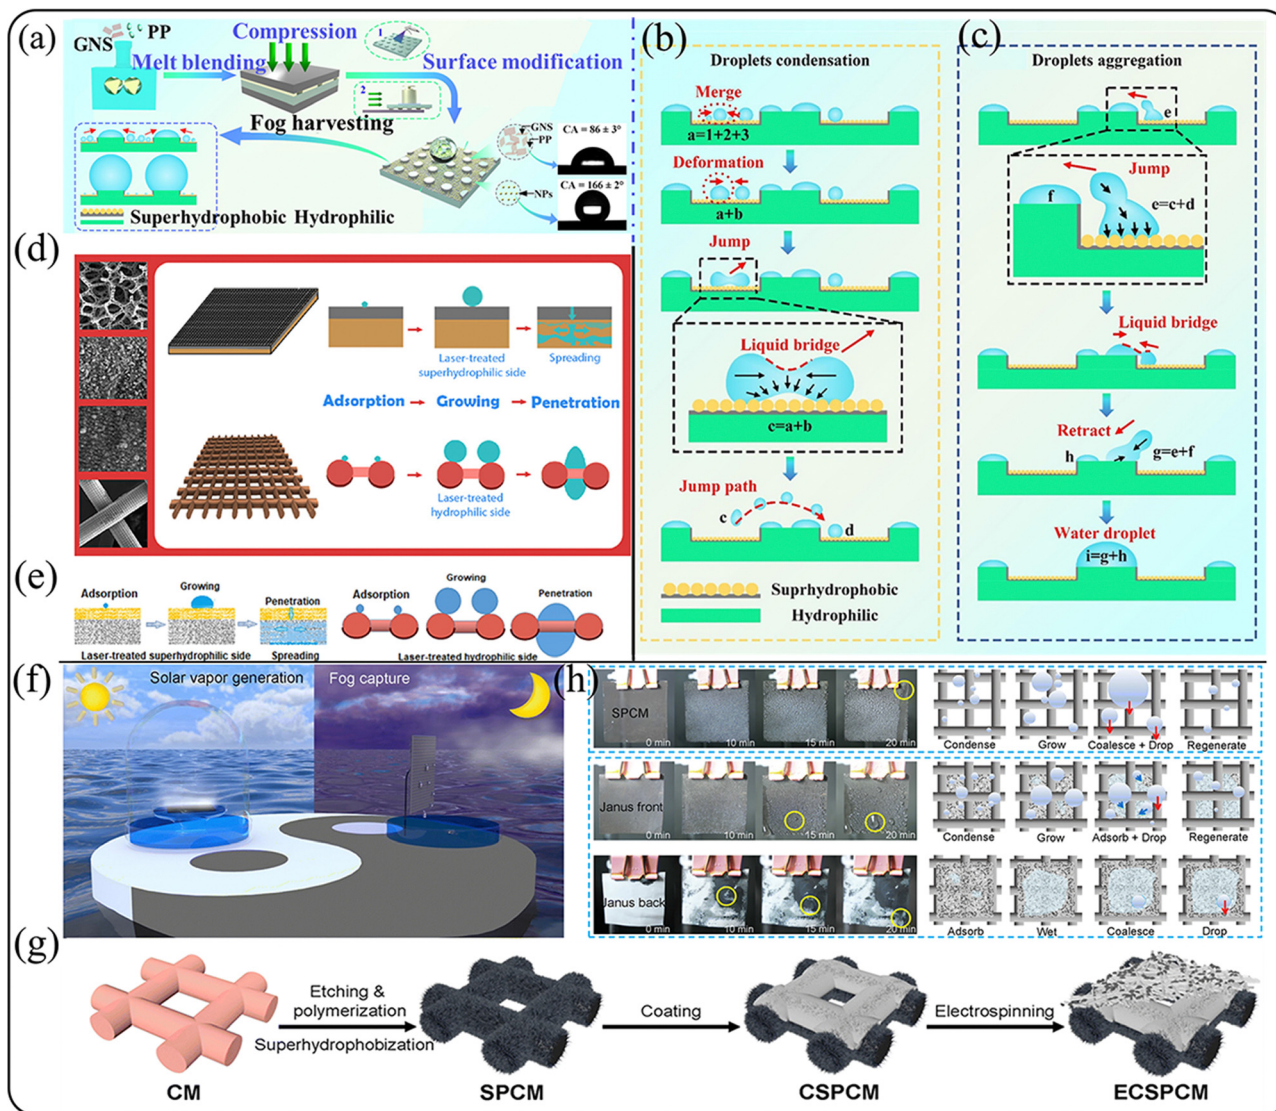 (a)
GNS
PP
Melt blending
Compression
1
2
Surface modification
Fog harvesting
GNS
PP
CA = 86 ± 3°
NPs
CA = 166 ± 2°
Superhydrophobic Hydrophilic
(b)
Droplets condensation
Merge
a=1+2+3
Deformation
a+b
Jump
Liquid bridge
c=a+b
Jump path
c
d
Suprhydrophobic
Hydrophilic
(c)
Droplets aggregation
e
Jump
f
e=c+d
Liquid bridge
Retract
h
g=e+f
Water droplet
i=g+h
(d)
Laser-treated
superhydrophilic side
Spreading
Adsorption
Growing
Penetration
Laser-treated
hydrophilic side
(e)
Adsorption
Growing
Penetration
Laser-treated superhydrophilic side
Spreading
Adsorption
Growing
Penetration
Laser-treated hydrophilic side
(f)
Solar vapor generation
Fog capture
(h)
SPCM
0 min
10 min
15 min
20 min
Condense
Grow
Coalesce + Drop
Regenerate
Janus front
0 min
10 min
15 min
20 min
Condense
Grow
Adsorb + Drop
Regenerate
Janus back
0 min
10 min
15 min
20 min
Adsorb
Wet
Coalesce
Drop
(g)
Etching &
polymerization
Superhydrophobization
Coating
Electrospinning
CM
SPCM
CSPCM
ECSPCM